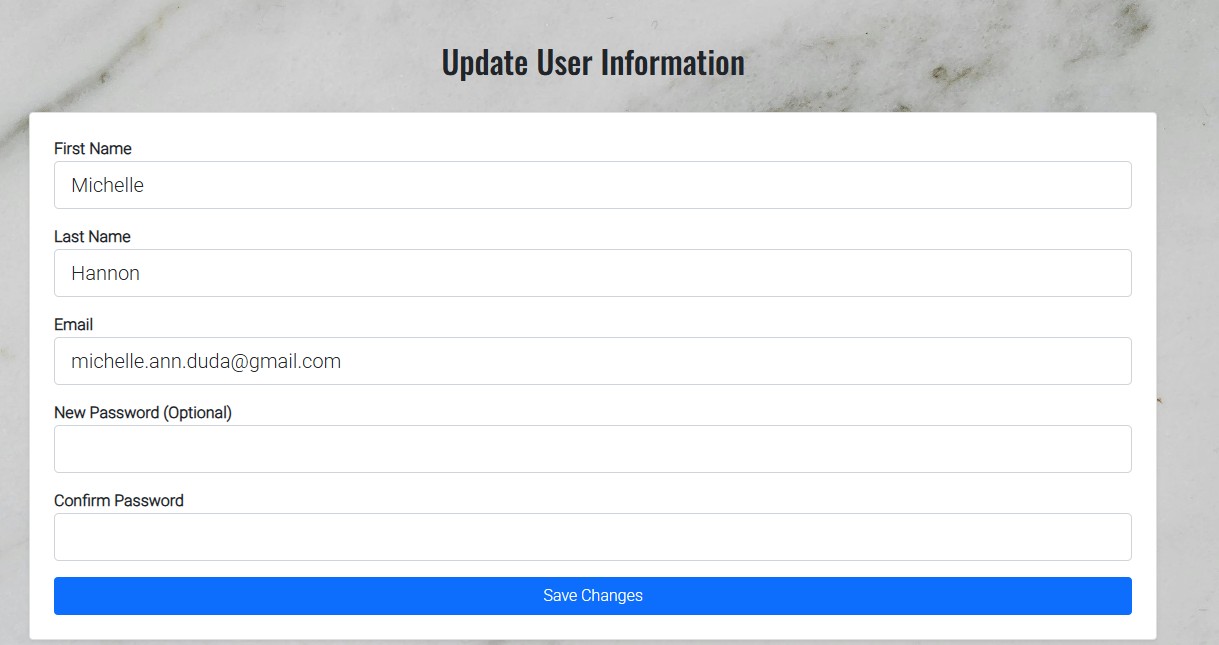 Update User Information
First Name
Michelle
Last Name
Hannon
Email
michelle.ann.duda@gmail.com
New Password (Optional)
Confirm Password
Save Changes